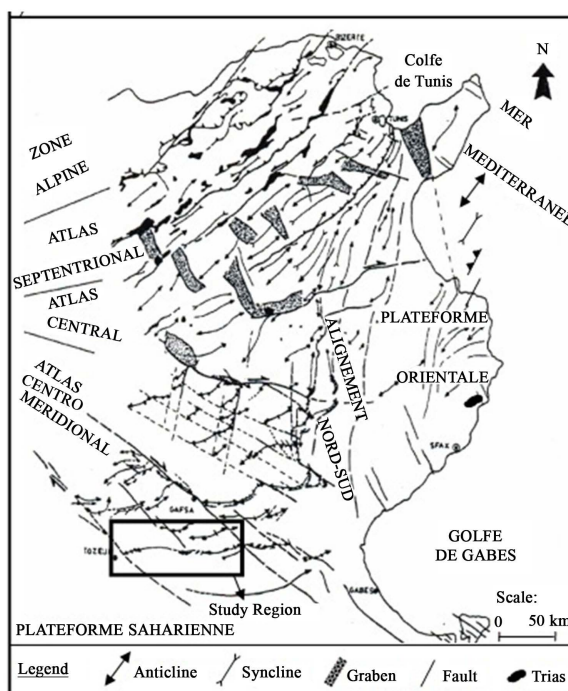 BIZERTE
Colfe
de Tunis
N
TUNIS
MER
MEDITERRANEE
ZONE
ALPINE
ATLAS
SEPTENTRIONAL
ATLAS
CENTRAL
PLATEFORME
ORIENTALE
ALIGNEMENT
NORD-SUD
ATLAS
CENTRO
MERIDIONAL
SFAX
GAFSA
GOLFE
DE GABES
GABES
Study Region
Scale:
0 50 km
PLATEFORME SAHARIENNE
Legend Anticline Syncline Graben Fault Trias